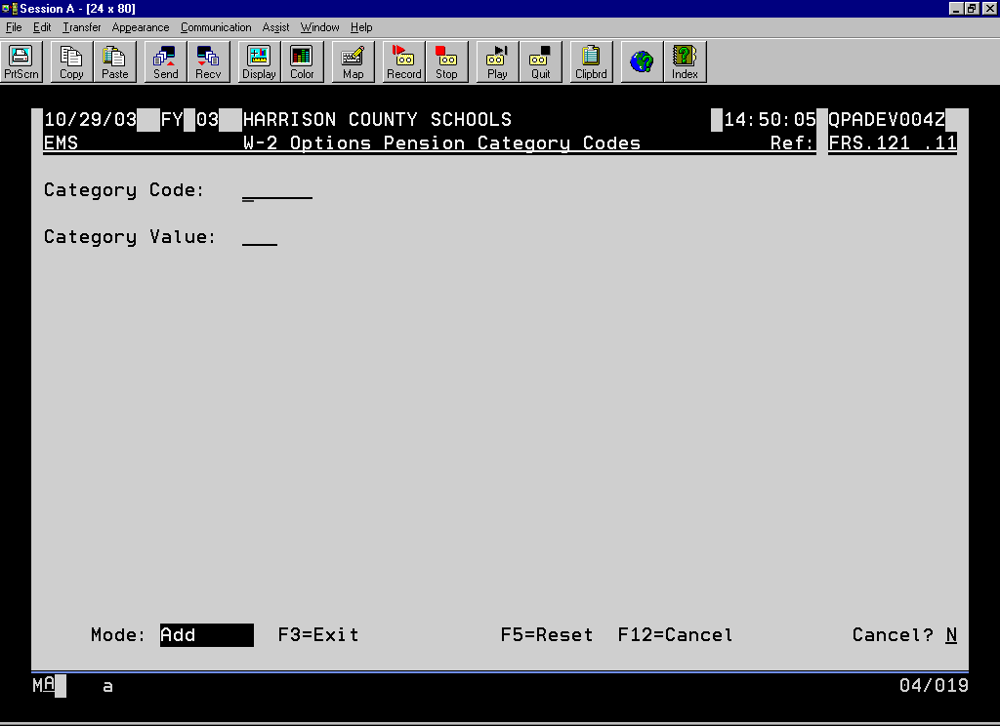 Session A - [24 x 80]
File Edit Transfer Appearance Communication Assist Window Help
PrtScrn Copy Paste Send Recv Display Color Map Record Stop Play Quit Clipbrd Index
10/29/03 FY 03 HARRISON COUNTY SCHOOLS 14:50:05 QPADEV004Z
EMS W-2 Options Pension Category Codes Ref: FRS.121 .11
Category Code: ______
Category Value: ___
Mode: Add F3=Exit F5=Reset F12=Cancel Cancel? N
MA a 04/019